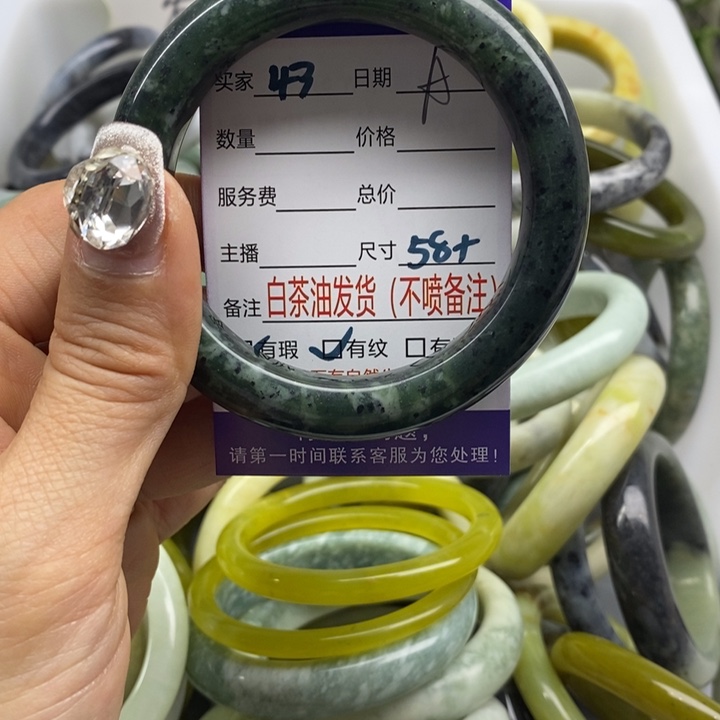 买家 43 日期 A
数量 价格
服务费 总价
主播 尺寸 58+
备注 白茶油发货(不喷备注)
有瑕 ✓□有纹 □有
请第一时间联系客服为您处理!